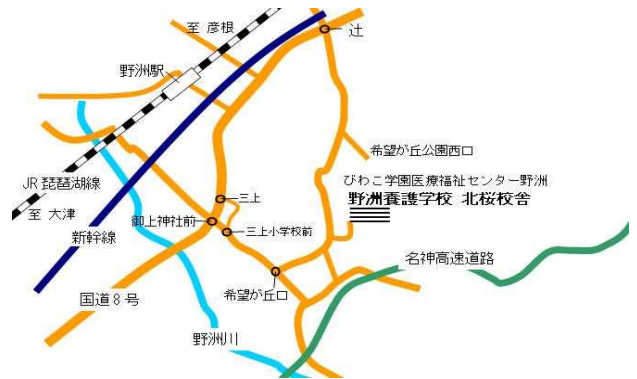 至 彦根
辻
野洲駅
希望が丘公園西口
JR琵琶湖線
びわこ学園医療福祉センター野洲
野洲養護学校 北桜校舎
三上
至 大津
御上神社前
三上小学校前
新幹線
名神高速道路
希望が丘口
国道8号
野洲川